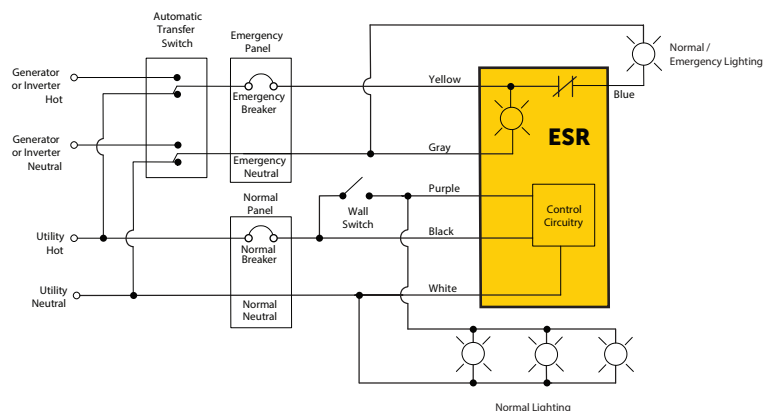 Automatic
Transfer
Switch
Emergency
Panel
Generator
or Inverter
Hot
Emergency
Breaker
Yellow
Blue
Normal /
Emergency Lighting
ESR
Generator
or Inverter
Neutral
Emergency
Neutral
Gray
Normal
Panel
Wall
Switch
Purple
Control
Circuitry
Utility
Hot
Normal
Breaker
Black
Utility
Neutral
Normal
Neutral
White
Normal Lighting